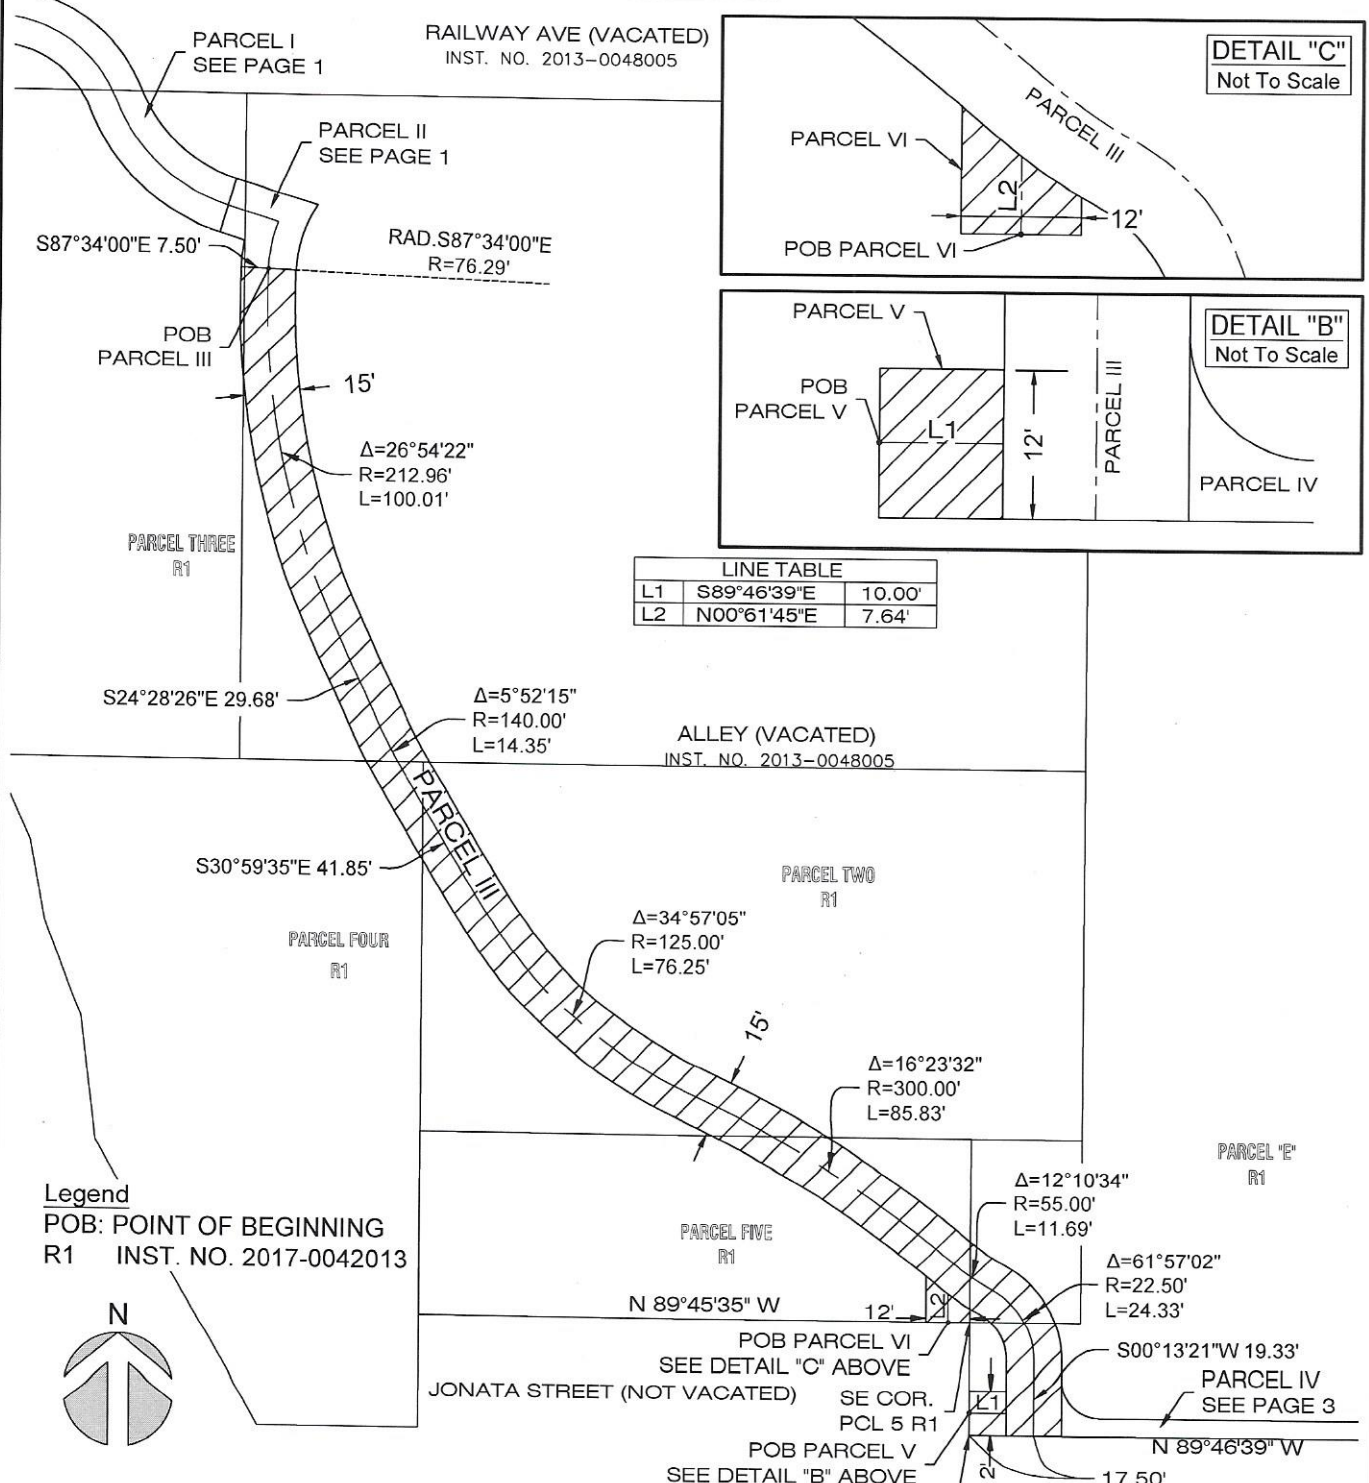 PARCEL I
SEE PAGE 1
RAILWAY AVE (VACATED)
INST. NO. 2013-0048005
PARCEL II
SEE PAGE 1
S87°34'00"E 7.50'
RAD.S87°34'00"E
R=76.29'
POB
PARCEL III
15'
Δ=26°54'22"
R=212.96'
L=100.01'
PARCEL THREE
R1
DETAIL "C"
Not To Scale
PARCEL III
PARCEL VI
L2
12'
POB PARCEL VI
DETAIL "B"
Not To Scale
PARCEL V
POB
PARCEL V
L1
12'
PARCEL III
PARCEL IV
LINE TABLE
L1 S89°46'39"E 10.00'
L2 N00°61'45"E 7.64'
S24°28'26"E 29.68'
Δ=5°52'15"
R=140.00'
L=14.35'
ALLEY (VACATED)
INST. NO. 2013-0048005
PARCEL III
S30°59'35"E 41.85'
PARCEL TWO
R1
PARCEL FOUR
R1
Δ=34°57'05"
R=125.00'
L=76.25'
15'
Δ=16°23'32"
R=300.00'
L=85.83'
PARCEL "E"
R1
Δ=12°10'34"
R=55.00'
L=11.69'
Legend
POB: POINT OF BEGINNING
R1 INST. NO. 2017-0042013
PARCEL FIVE
R1
Δ=61°57'02"
R=22.50'
L=24.33'
N
N 89°45'35" W
12'
L2
POB PARCEL VI
SEE DETAIL "C" ABOVE
S00°13'21"W 19.33'
JONATA STREET (NOT VACATED)
SE COR.
PCL 5 R1
L1
PARCEL IV
SEE PAGE 3
POB PARCEL V
SEE DETAIL "B" ABOVE
N 89°46'39" W
17.50'